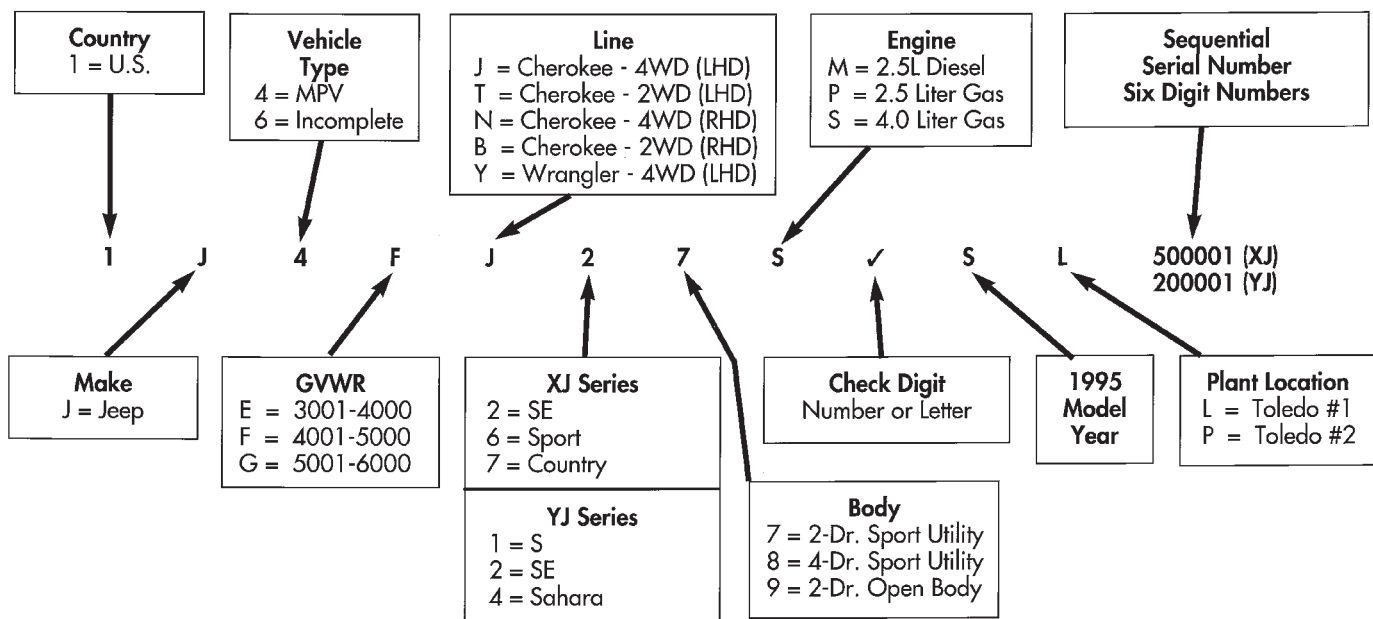 Country
1 = U.S.
Vehicle
Type
4 = MPV
6 = Incomplete
Line
J = Cherokee - 4WD (LHD)
T = Cherokee - 2WD (LHD)
N = Cherokee - 4WD (RHD)
B = Cherokee - 2WD (RHD)
Y = Wrangler - 4WD (LHD)
Engine
M = 2.5L Diesel
P = 2.5 Liter Gas
S = 4.0 Liter Gas
Sequential
Serial Number
Six Digit Numbers
1 J 4 F J 2 7 S ✓ S L 500001 (XJ)
200001 (YJ)
Make
J = Jeep
GVWR
E = 3001-4000
F = 4001-5000
G = 5001-6000
XJ Series
2 = SE
6 = Sport
7 = Country
YJ Series
1 = S
2 = SE
4 = Sahara
Body
7 = 2-Dr. Sport Utility
8 = 4-Dr. Sport Utility
9 = 2-Dr. Open Body
Check Digit
Number or Letter
1995
Model
Year
Plant Location
L = Toledo #1
P = Toledo #2